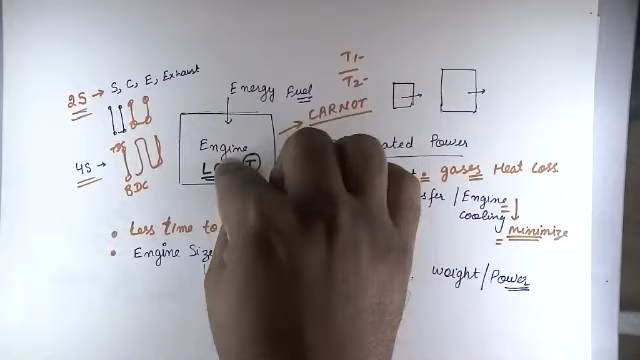 2S → S, C, E, Exhaust
T1-
T2-
Energy Fuel
CARNOT
Engine
ated Power
TDC
4S →
BDC
gases Heat Loss
sfer / Engine
cooling
minimize
• Less time to
• Engine Size
weight / Power